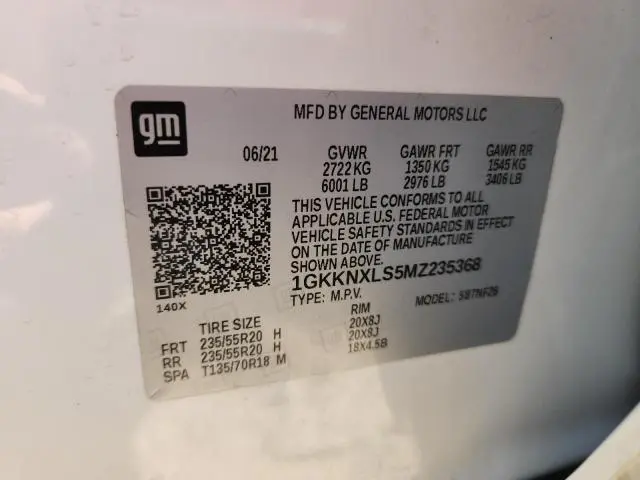 MFD BY GENERAL MOTORS LLC
gm
06/21 GVWR GAWR FRT GAWR RR
2722 KG 1350 KG 1545 KG
6001 LB 2976 LB 3406 LB
THIS VEHICLE CONFORMS TO ALL
APPLICABLE U.S. FEDERAL MOTOR
VEHICLE SAFETY STANDARDS IN EFFECT
ON THE DATE OF MANUFACTURE
SHOWN ABOVE.
1GKKNXLS5MZ235368
140X TYPE: M.P.V. MODEL:
TIRE SIZE RIM
FRT 235/55R20 H 20X8J
RR 235/55R20 H 20X8J
SPA T135/70R18 M 18X4.5B